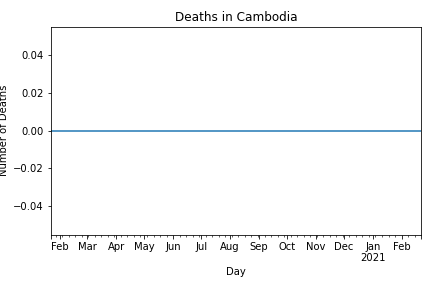 Deaths in Cambodia
0.04
0.02
0.00
−0.02
−0.04
Number of Deaths
Feb Mar Apr May Jun Jul Aug Sep Oct Nov Dec Jan Feb
2021
Day